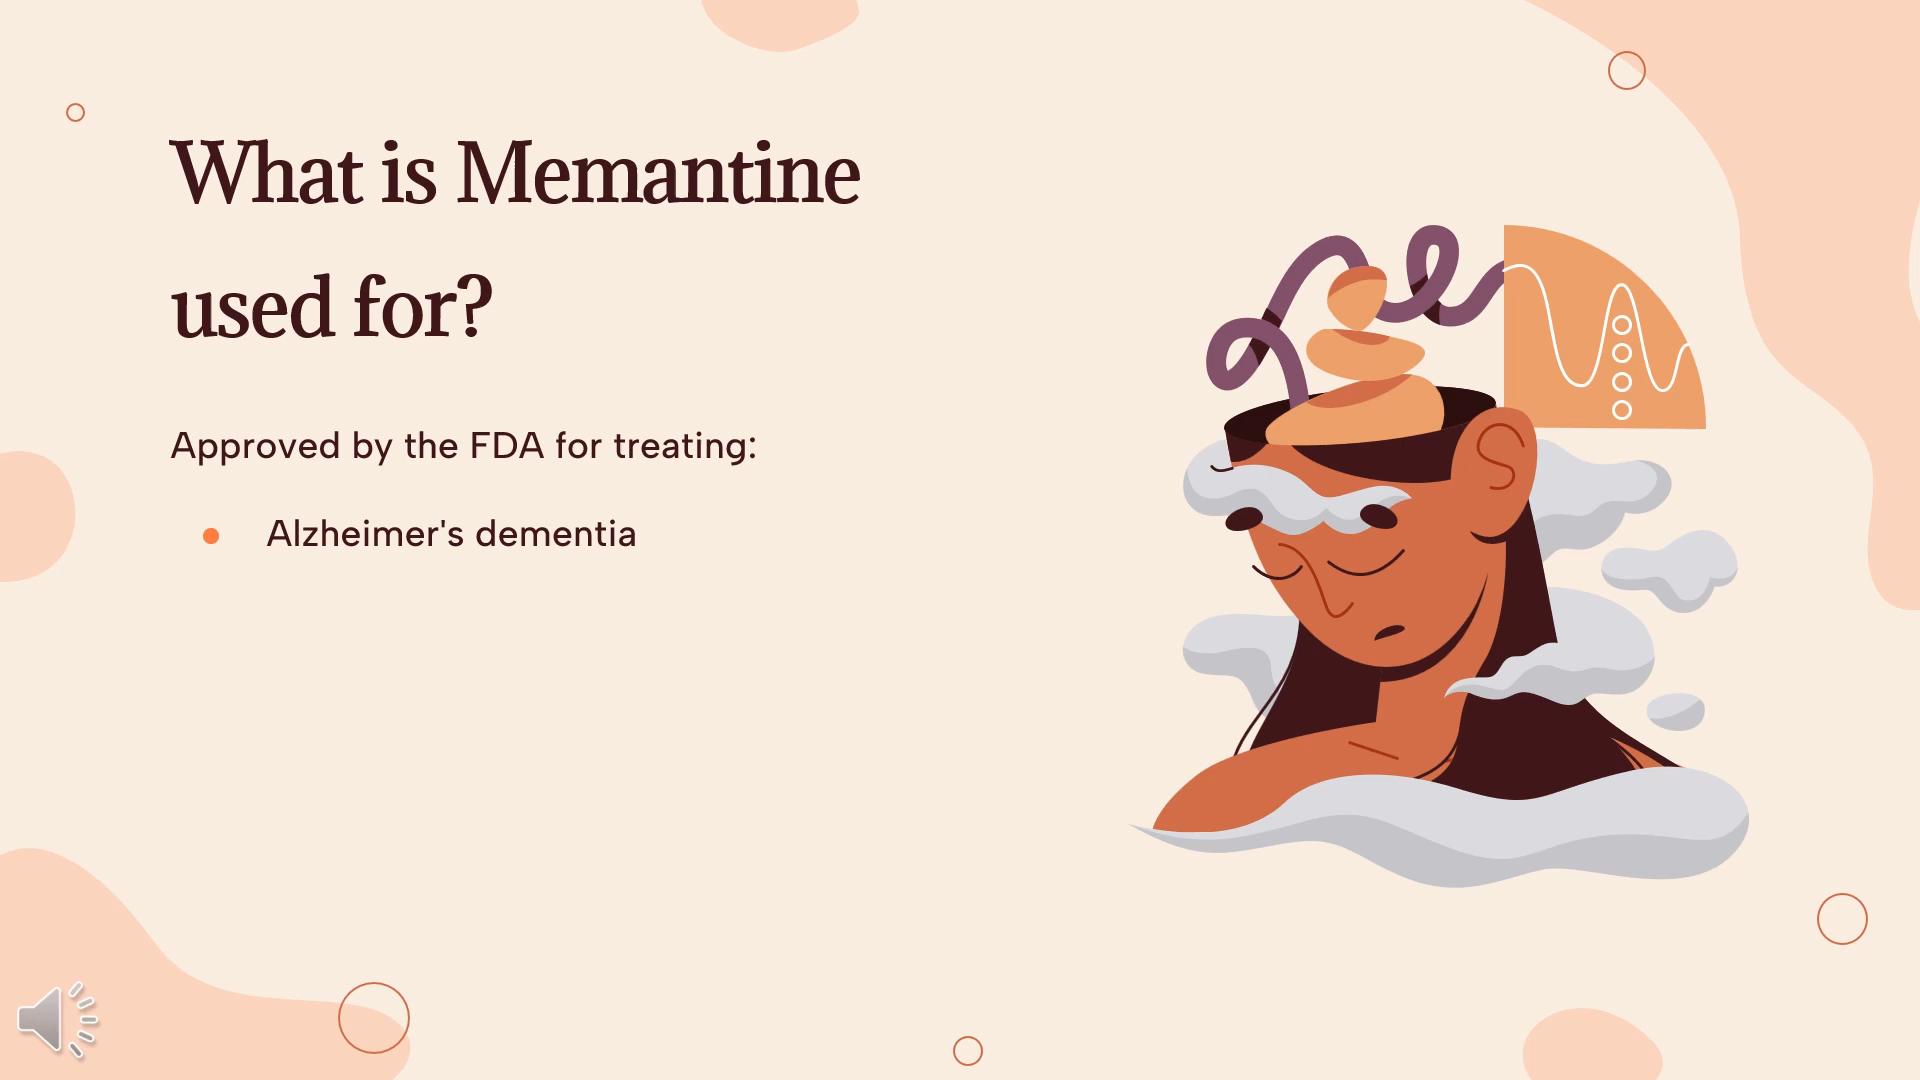 What is Memantine
used for?
Approved by the FDA for treating:
Alzheimer's dementia